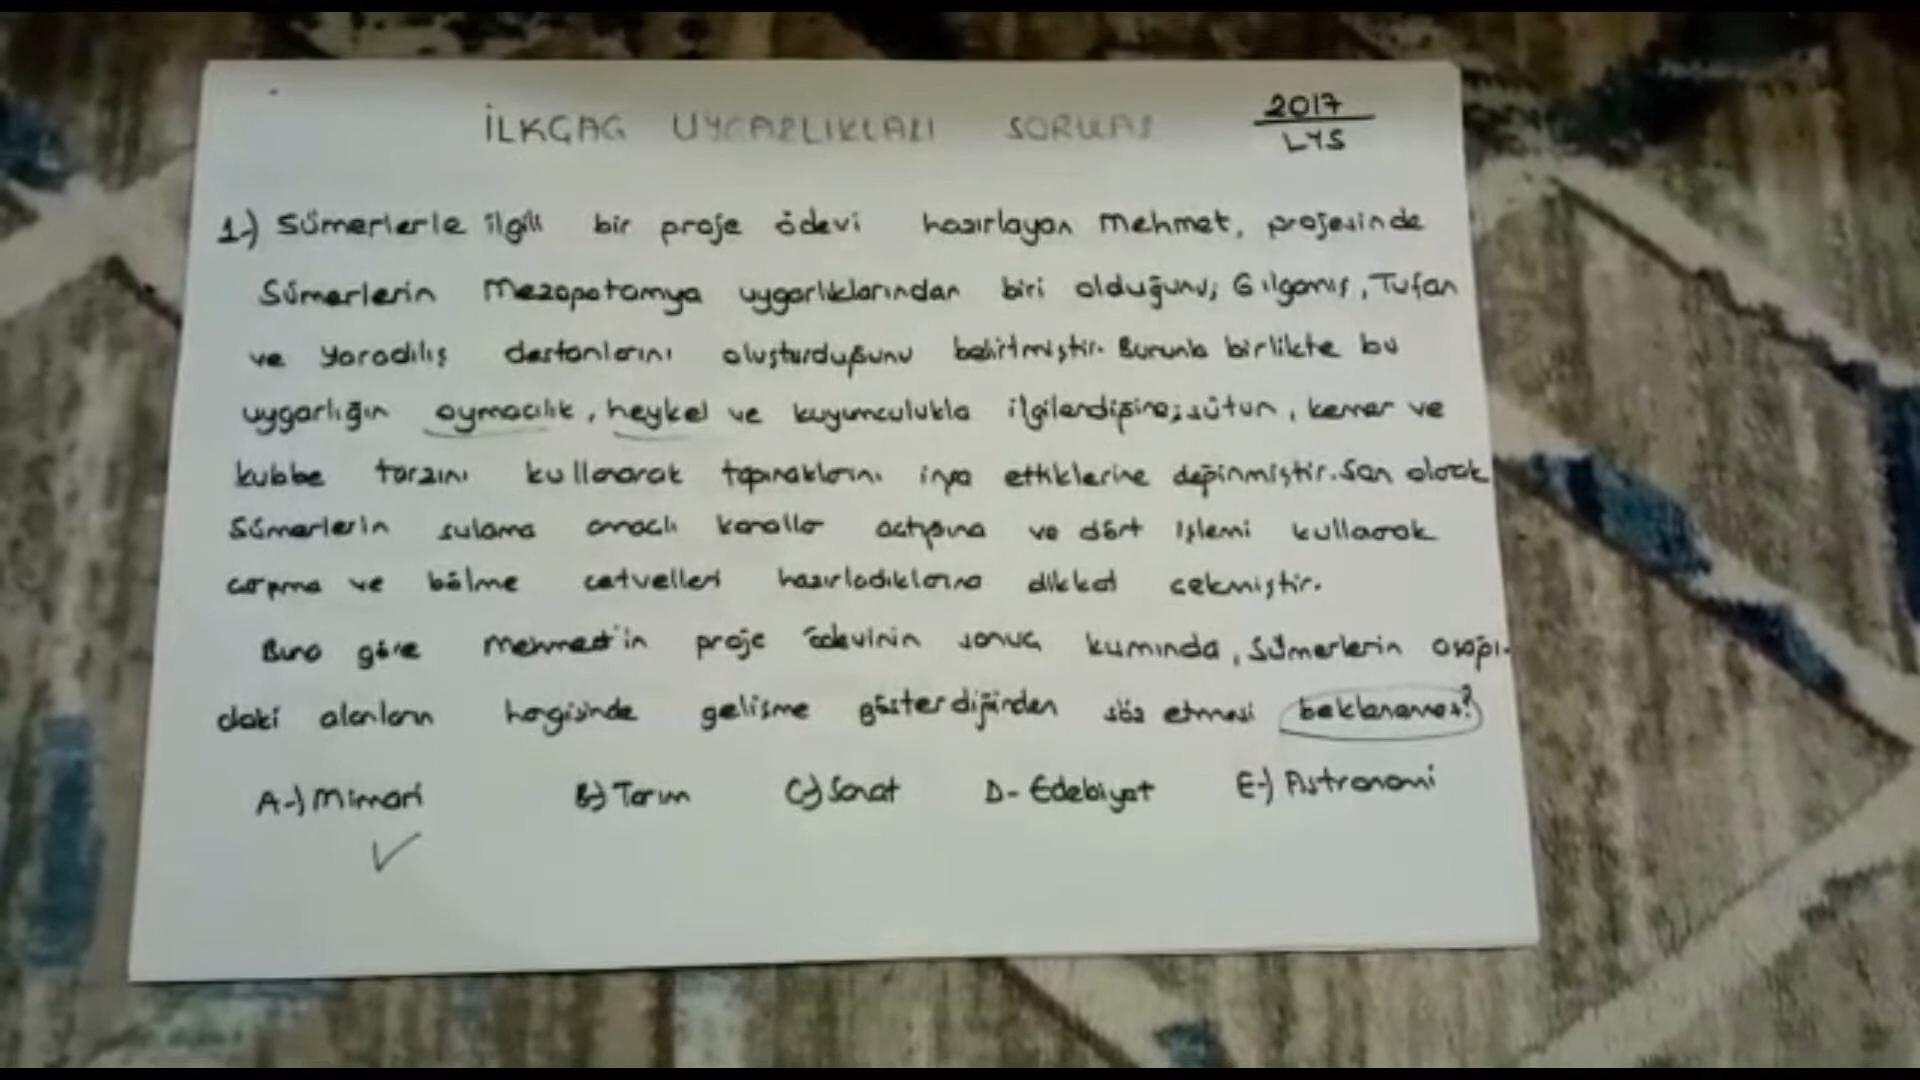 İLKÇAĞ UYGARLIKLARI SORULAR
2017
LYS
1-) Sümerlerle ilgili bir proje ödevi hazırlayan Mehmet, projesinde
Sümerlerin Mezopotamya uygarlıklarından biri olduğunu; Gılgamış, Tufan
ve Yaradılış destanlarını oluşturduğunu belirtmiştir. Bununla birlikte bu
uygarlığın oymacılık, heykel ve kuyumculukla ilgilendiğine; sütun, kemer ve
kubbe tarzını kullanarak tapınaklarını inşa ettiklerine değinmiştir. Son olarak
Sümerlerin sulama amaçlı kanallar açtığına ve dört işlemi kullaarak
çarpma ve bölme cetvelleri hazırladıklarına dikkat çekmiştir.
Buna göre Mehmet'in proje ödevinin sonuç kısmında, Sümerlerin aşağı-
daki alanların hangisinde gelişme gösterdiğinden söz etmesi beklenemez?
A-) Mimari B-) Tarım C-) Sanat D- Edebiyat E-) Astronomi